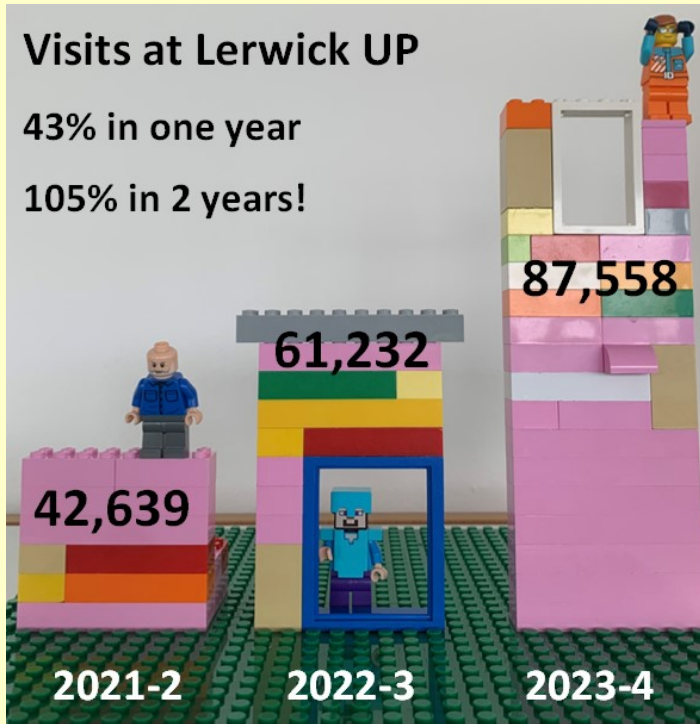 Visits at Lerwick UP
43% in one year
105% in 2 years!
87,558
61,232
42,639
2021-2 2022-3 2023-4